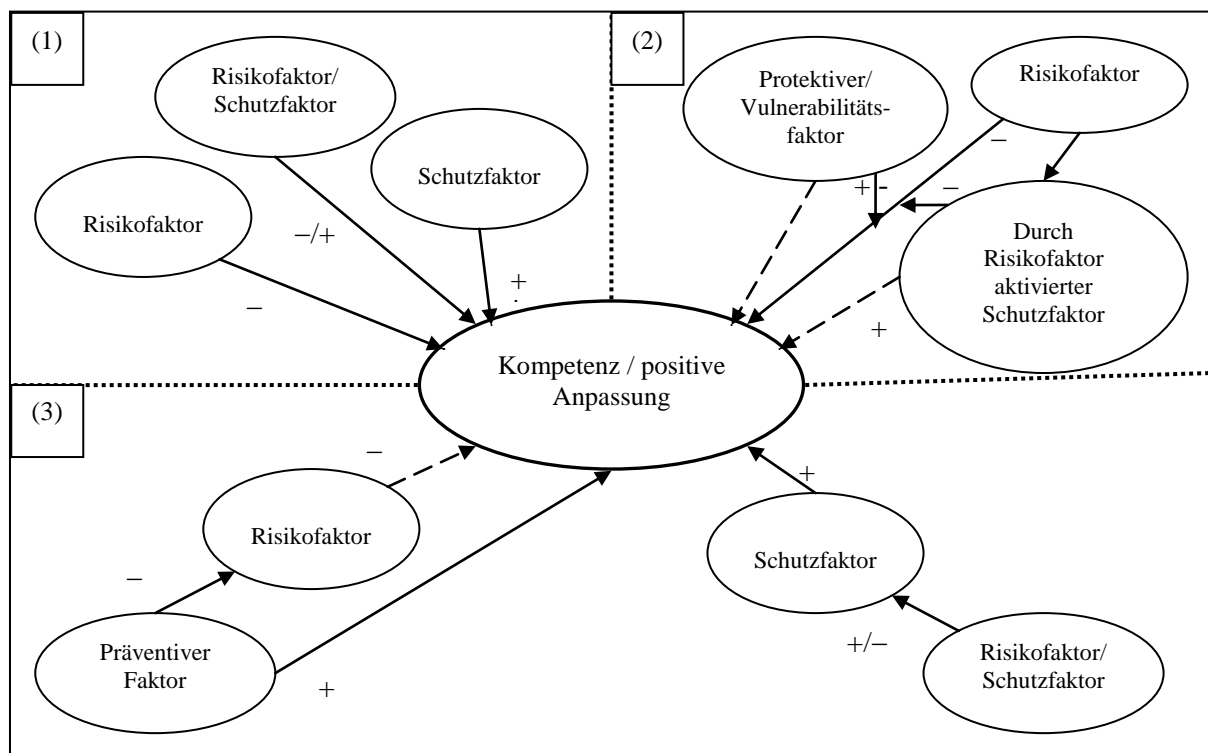 (1)
Risikofaktor/
Schutzfaktor
Schutzfaktor
Risikofaktor
–/+
+
–
(2)
Protektiver/
Vulnerabilitäts-
faktor
Risikofaktor
–
+ -
–
Durch
Risikofaktor
aktivierter
Schutzfaktor
+
Kompetenz / positive
Anpassung
(3)
–
Risikofaktor
–
Präventiver
Faktor
+
+
Schutzfaktor
+/–
Risikofaktor/
Schutzfaktor